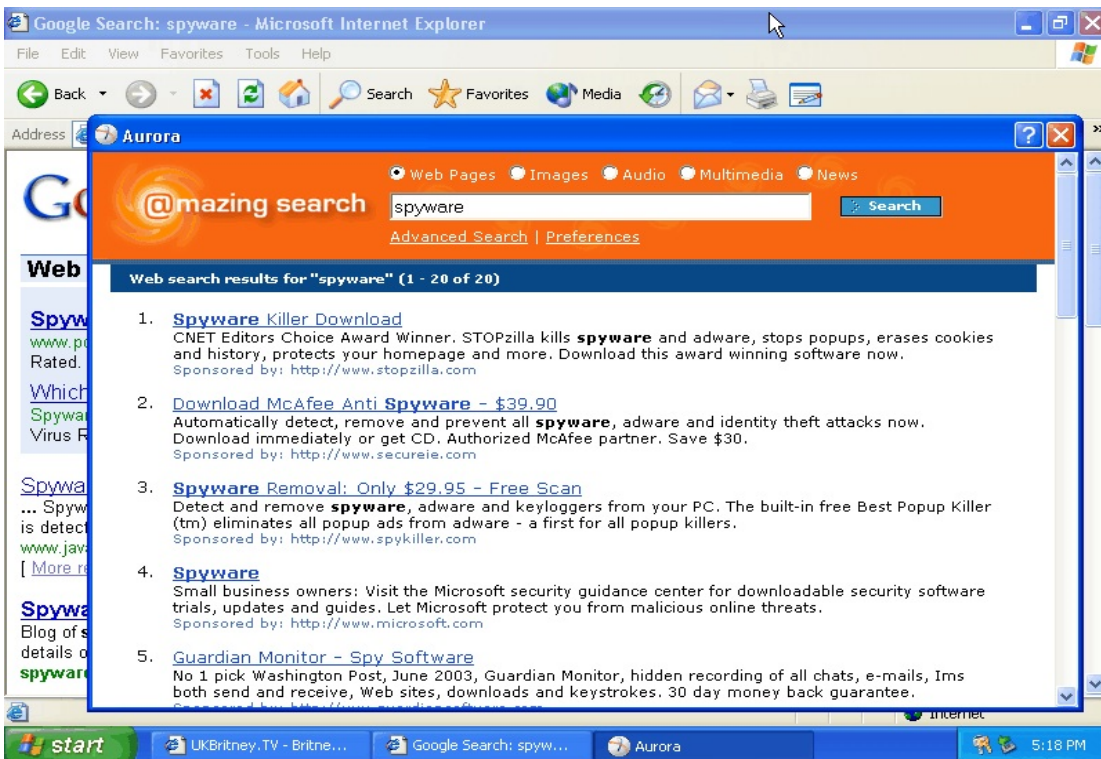 Google Search: spyware - Microsoft Internet Explorer
File Edit View Favorites Tools Help
Back Search Favorites Media
Address
Aurora
Web Pages Images Audio Multimedia News
@mazing search
spyware
Search
Advanced Search | Preferences
Web
Web search results for "spyware" (1 - 20 of 20)
1. Spyware Killer Download
CNET Editors Choice Award Winner. STOPzilla kills spyware and adware, stops popups, erases cookies
and history, protects your homepage and more. Download this award winning software now.
Sponsored by: http://www.stopzilla.com
2. Download McAfee Anti Spyware - $39.90
Automatically detect, remove and prevent all spyware, adware and identity theft attacks now.
Download immediately or get CD. Authorized McAfee partner. Save $30.
Sponsored by: http://www.secureie.com
3. Spyware Removal: Only $29.95 - Free Scan
Detect and remove spyware, adware and keyloggers from your PC. The built-in free Best Popup Killer
(tm) eliminates all popup ads from adware - a first for all popup killers.
Sponsored by: http://www.spykiller.com
4. Spyware
Small business owners: Visit the Microsoft security guidance center for downloadable security software
trials, updates and guides. Let Microsoft protect you from malicious online threats.
Sponsored by: http://www.microsoft.com
5. Guardian Monitor - Spy Software
No 1 pick Washington Post, June 2003, Guardian Monitor, hidden recording of all chats, e-mails, Ims
both send and receive, Web sites, downloads and keystrokes. 30 day money back guarantee.
Rated.
Which
Virus
... 
is detect
[ More
Blog of
details
Internet
start
UKBritney.TV - Britne...
Google Search: spyw...
Aurora
5:18 PM